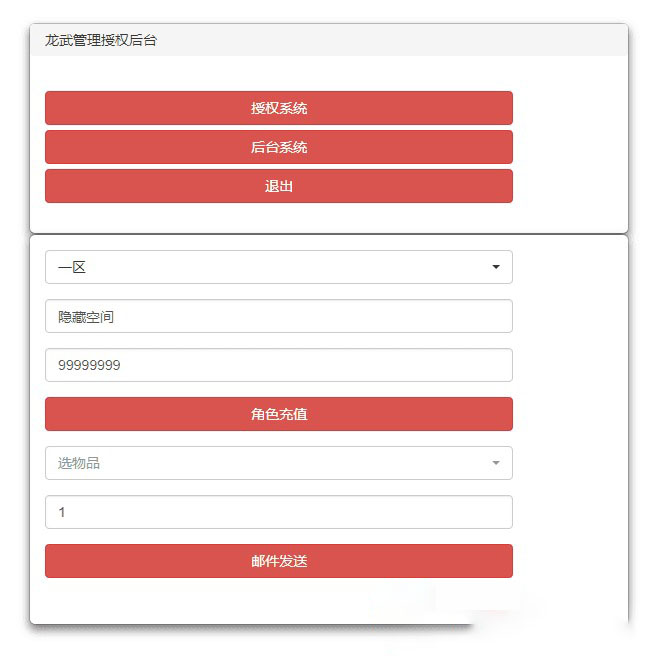 龙武管理授权后台
授权系统
后台系统
退出
一区
隐藏空间
99999999
角色充值
选物品
1
邮件发送